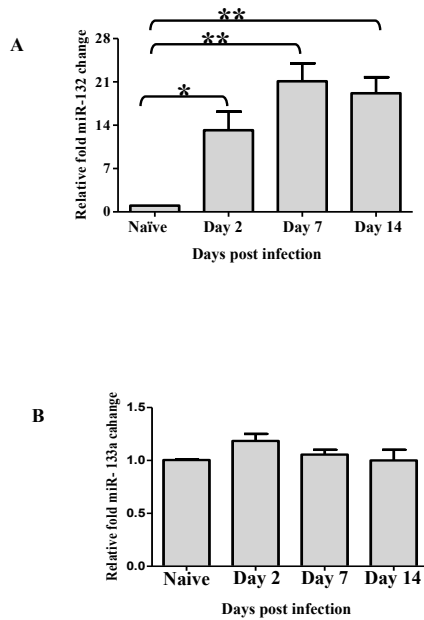 A
Relative fold miR-132 change
**
**
*
28
21
14
7
0
Naïve Day 2 Day 7 Day 14
Days post infection
B
Relative fold miR- 133a cahange
1.5
1.0
0.5
0.0
Naive Day 2 Day 7 Day 14
Days post infection